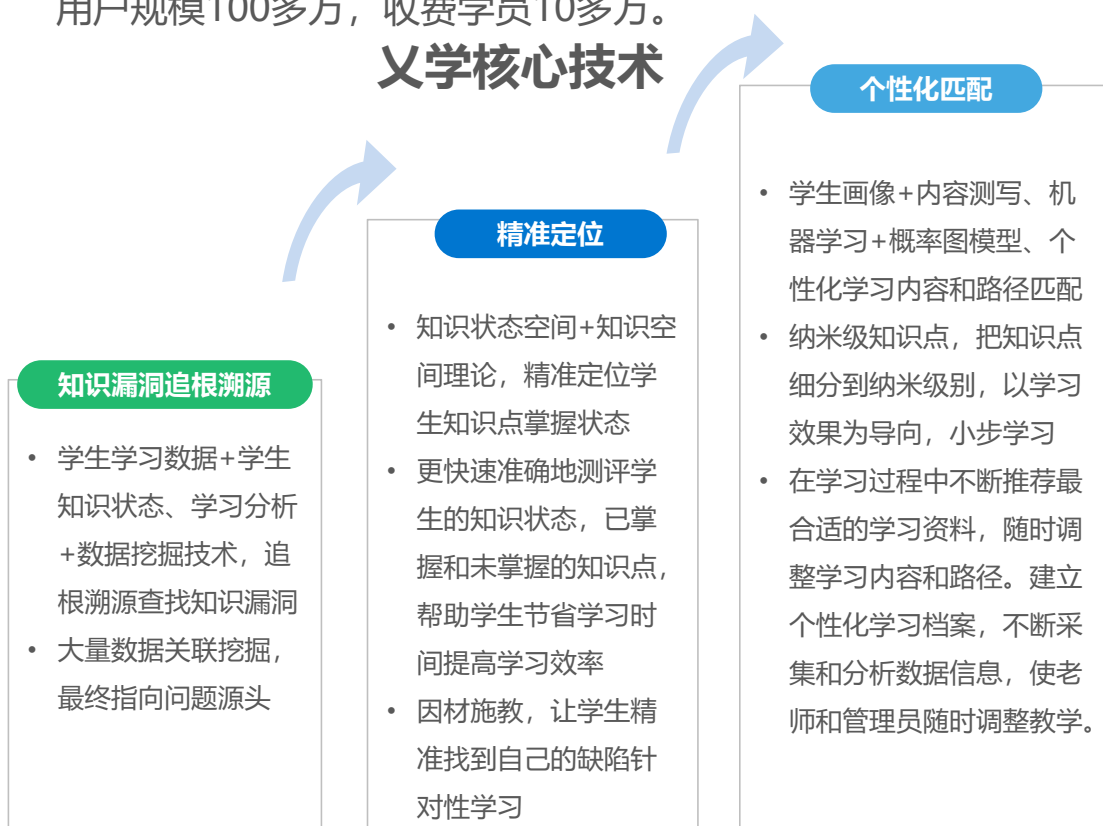 用户规模100多万，收费学员10多万。
乂学核心技术
知识漏洞追根溯源
• 学生学习数据+学生
知识状态、学习分析
+数据挖掘技术，追
根溯源查找知识漏洞
• 大量数据关联挖掘，
最终指向问题源头
精准定位
• 知识状态空间+知识空
间理论，精准定位学
生知识点掌握状态
• 更快速准确地测评学
生的知识状态，已掌
握和未掌握的知识点，
帮助学生节省学习时
间提高学习效率
• 因材施教，让学生精
准找到自己的缺陷针
对性学习
个性化匹配
• 学生画像+内容测写、机
器学习+概率图模型、个
性化学习内容和路径匹配
• 纳米级知识点，把知识点
细分到纳米级别，以学习
效果为导向，小步学习
• 在学习过程中不断推荐最
合适的学习资料，随时调
整学习内容和路径。建立
个性化学习档案，不断采
集和分析数据信息，使老
师和管理员随时调整教学。